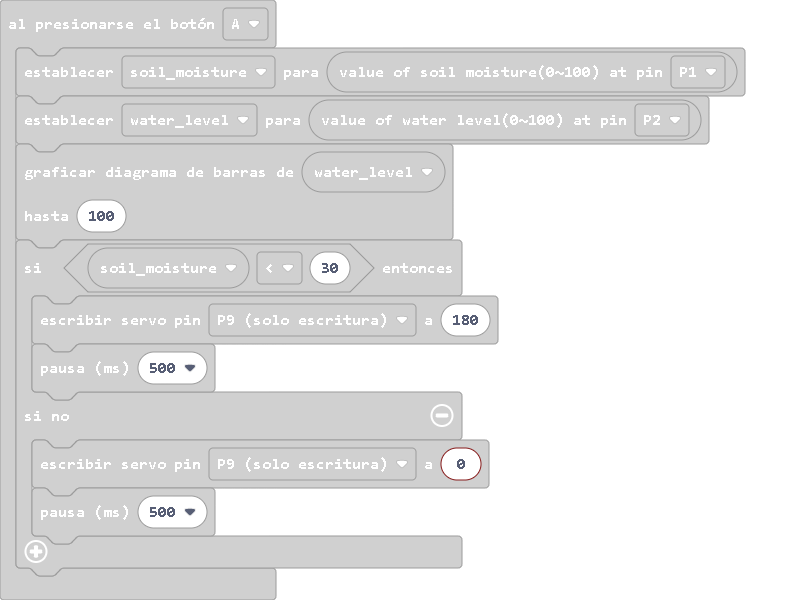 al presionarse el botón A
establecer soil_moisture para value of soil moisture(0~100) at pin P1
establecer water_level para value of water level(0~100) at pin P2
graficar diagrama de barras de water_level
hasta 100
si soil_moisture < 30 entonces
escribir servo pin P9 (solo escritura) a 180
pausa (ms) 500
si no
escribir servo pin P9 (solo escritura) a 0
pausa (ms) 500